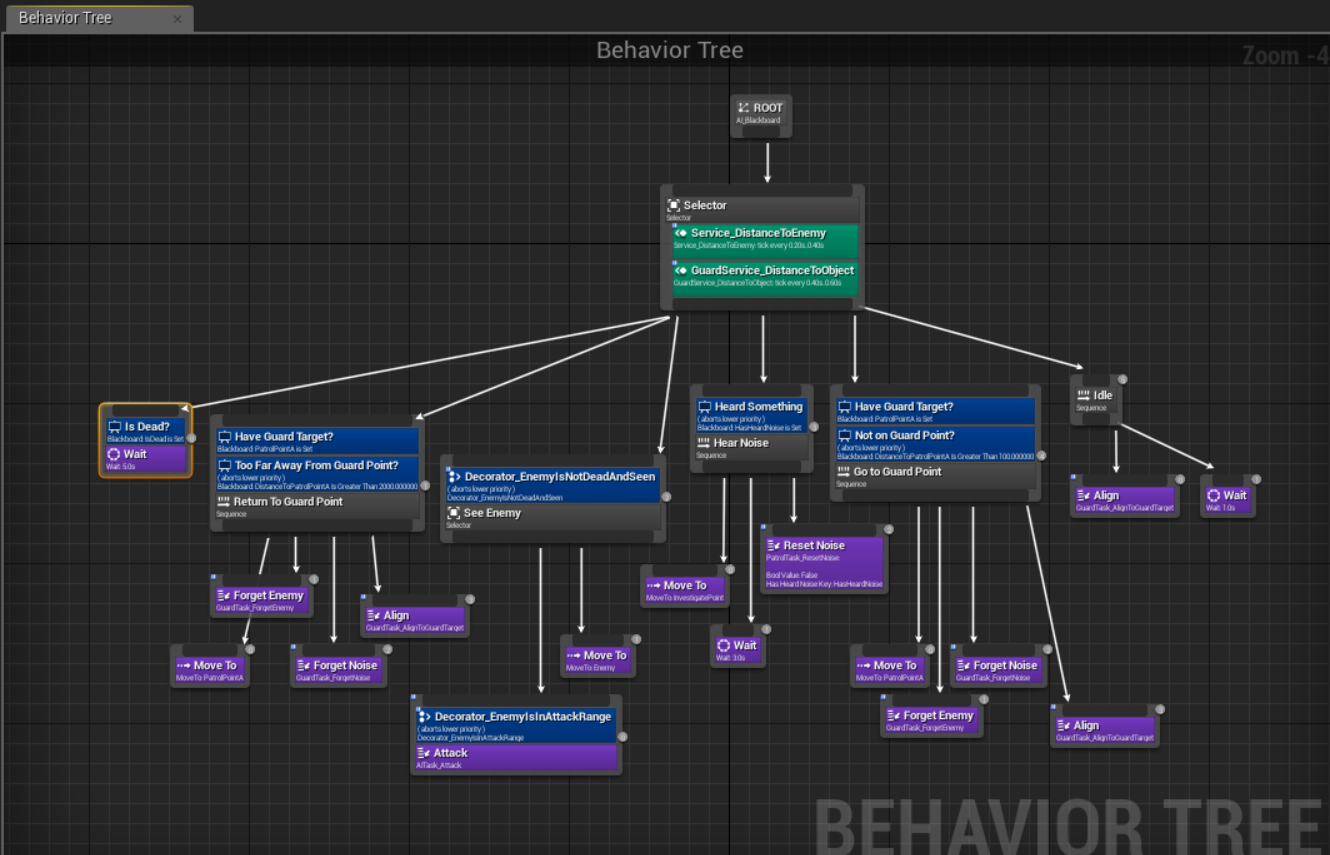 Behavior Tree
Behavior Tree
Zoom -4
ROOT
AI_Blackboard
Selector
Selector
Service_DistanceToEnemy
Service_DistanceToEnemy: tick every 0.20s..0.40s
GuardService_DistanceToObject
GuardService_DistanceToObject: tick every 0.40s..0.60s
Is Dead?
Blackboard: IsDead is Set
Wait
Wait: 5.0s
Have Guard Target?
Blackboard: PatrolPointA is Set
Too Far Away From Guard Point?
( aborts lower priority )
Blackboard: DistanceToPatrolPointA Is Greater Than 2000.000000
Return To Guard Point
Sequence
Decorator_EnemyIsNotDeadAndSeen
( aborts lower priority )
Decorator_EnemyIsNotDeadAndSeen
See Enemy
Selector
Heard Something
( aborts lower priority )
Blackboard: HasHeardNoise is Set
Hear Noise
Sequence
Have Guard Target?
Blackboard: PatrolPointA is Set
Not on Guard Point?
( aborts lower priority )
Blackboard: DistanceToPatrolPointA Is Greater Than 100.000000
Go to Guard Point
Sequence
Idle
Sequence
Align
GuardTask_AlignToGuardTarget
Wait
Wait: 1.0s
Forget Enemy
GuardTask_ForgetEnemy
Align
GuardTask_AlignToGuardTarget
Move To
MoveTo: PatrolPointA
Forget Noise
GuardTask_ForgetNoise
Move To
MoveTo: Enemy
Decorator_EnemyIsInAttackRange
( aborts lower priority )
Decorator_EnemyIsInAttackRange
Attack
AITask_Attack
Move To
MoveTo: InvestigatePoint
Wait
Wait: 3.0s
Reset Noise
PatrolTask_ResetNoise
Bool Value: False
Has Heard Noise Key: HasHeardNoise
Move To
MoveTo: PatrolPointA
Forget Noise
GuardTask_ForgetNoise
Forget Enemy
GuardTask_ForgetEnemy
Align
GuardTask_AlignToGuardTarget
BEHAVIOR TREE